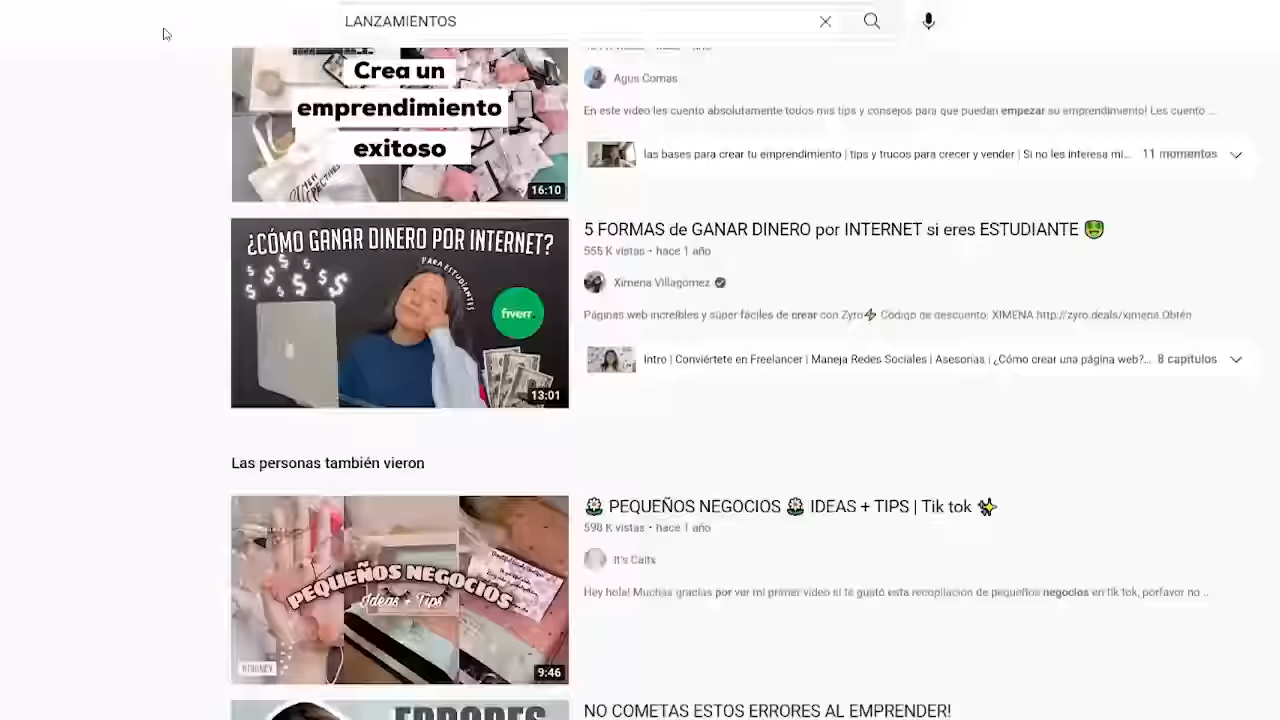 LANZAMIENTOS
Crea un
emprendimiento
exitoso
16:10
Agus Comas
En este video les cuento absolutamente todos mis tips y consejos para que puedan empezar su emprendimiento! Les cuento ...
las bases para crear tu emprendimiento | tips y trucos para crecer y vender | Si no les interesa mi... 11 momentos
¿CÓMO GANAR DINERO POR INTERNET?
PARA ESTUDIANTES
fiverr.
13:01
5 FORMAS de GANAR DINERO por INTERNET si eres ESTUDIANTE 🤑
555 K vistas • hace 1 año
Ximena Villagómez
Páginas web increíbles y súper fáciles de crear con Zyro⚡ Código de descuento: XIMENA http://zyro.deals/ximena Obtén
Intro | Conviértete en Freelancer | Maneja Redes Sociales | Asesorías | ¿Cómo crear una página web?... 8 capítulos
Las personas también vieron
PEQUEÑOS NEGOCIOS
Ideas + Tips
9:46
PEQUEÑOS NEGOCIOS IDEAS + TIPS | Tik tok ✨
598 K vistas • hace 1 año
It's Caitx
Hey hola! Muchas gracias por ver mi primer video si te gustó esta recopilación de pequeños negocios en tik tok, porfavor no ...
ERRORES
NO COMETAS ESTOS ERRORES AL EMPRENDER!